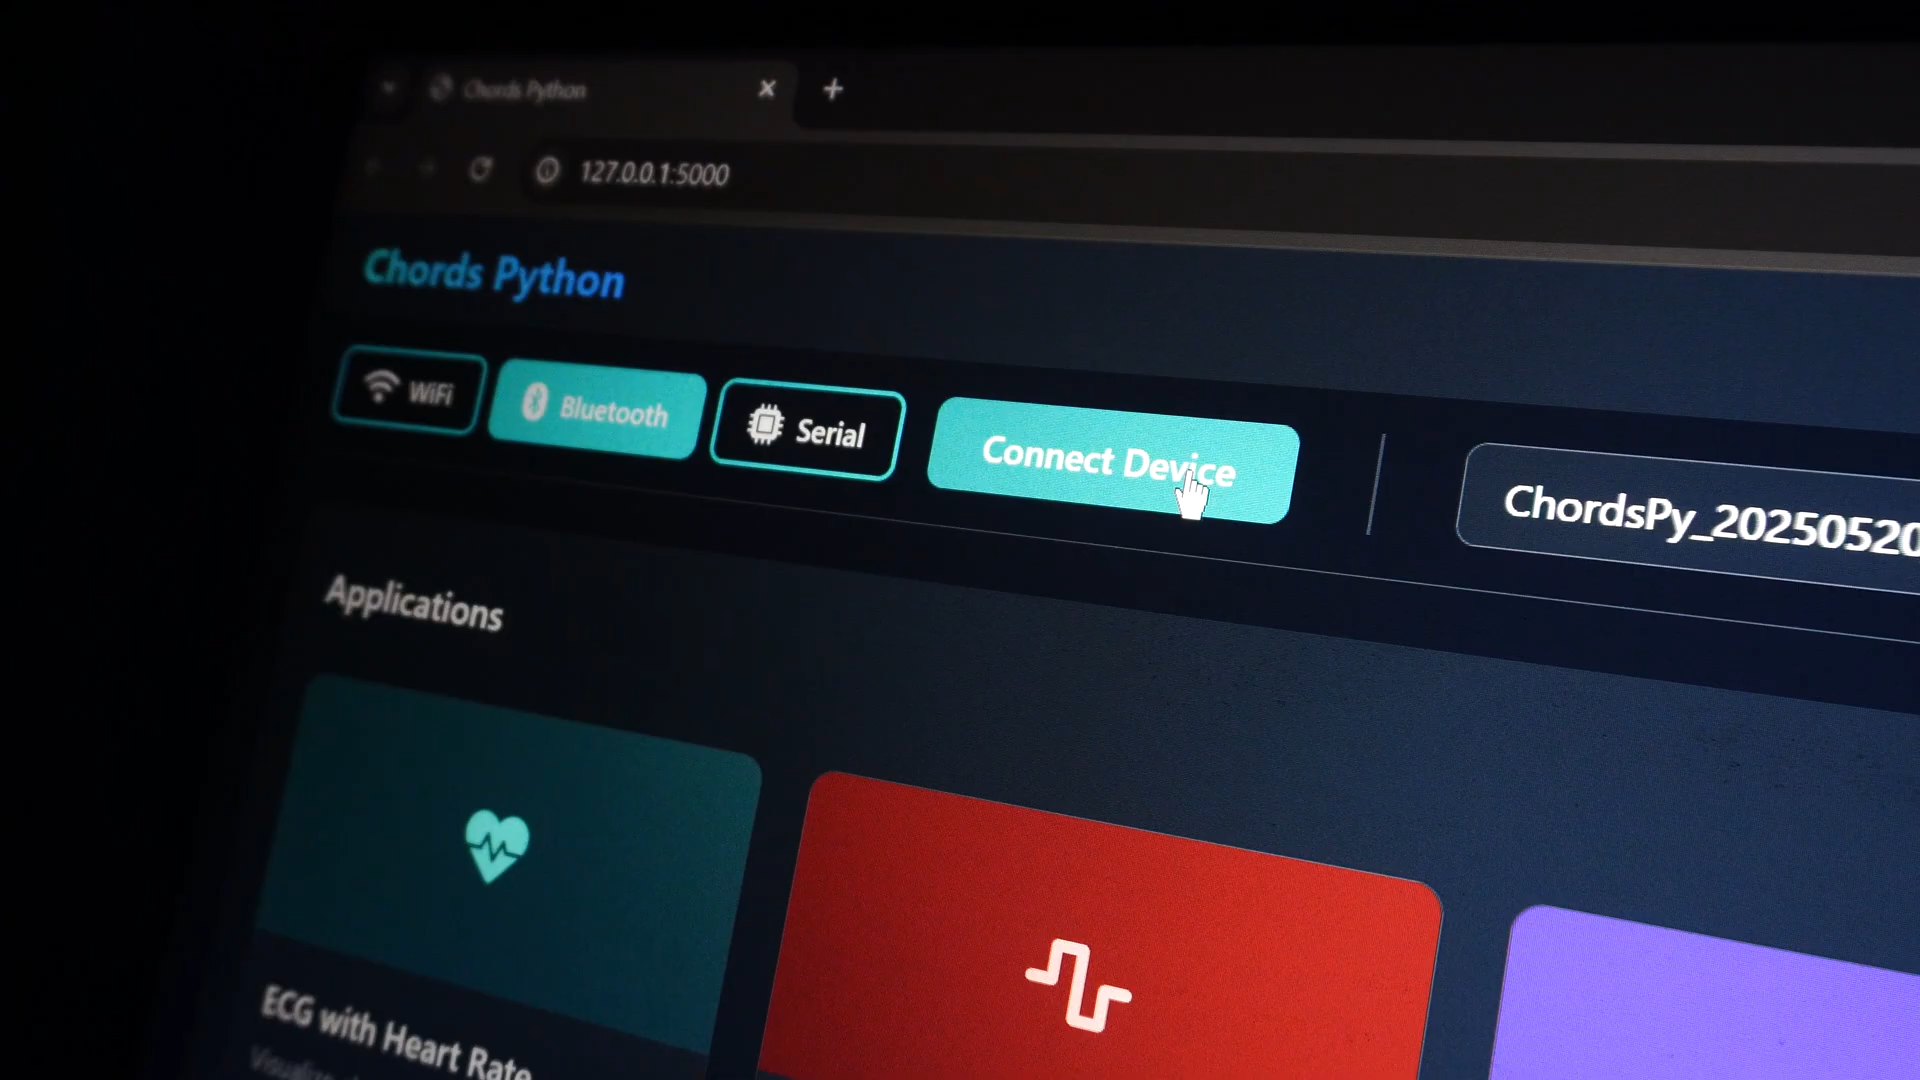 Chords Python
127.0.0.1:5000
Chords Python
WiFi
Bluetooth
Serial
Connect Device
ChordsPy_20250520
Applications
ECG with Heart Rate